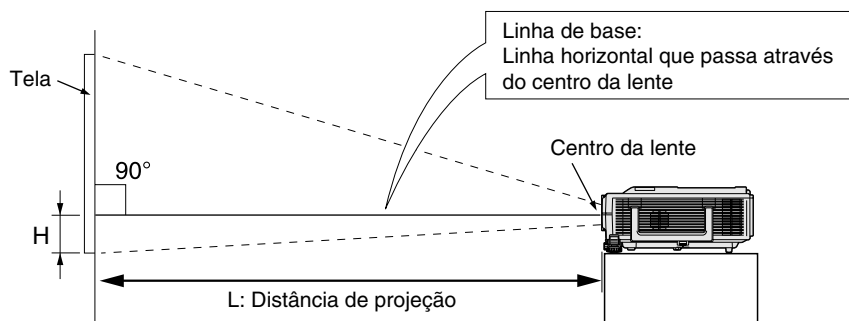 Linha de base:
Linha horizontal que passa através
do centro da lente
Tela
Centro da lente
90°
H
L: Distância de projeção